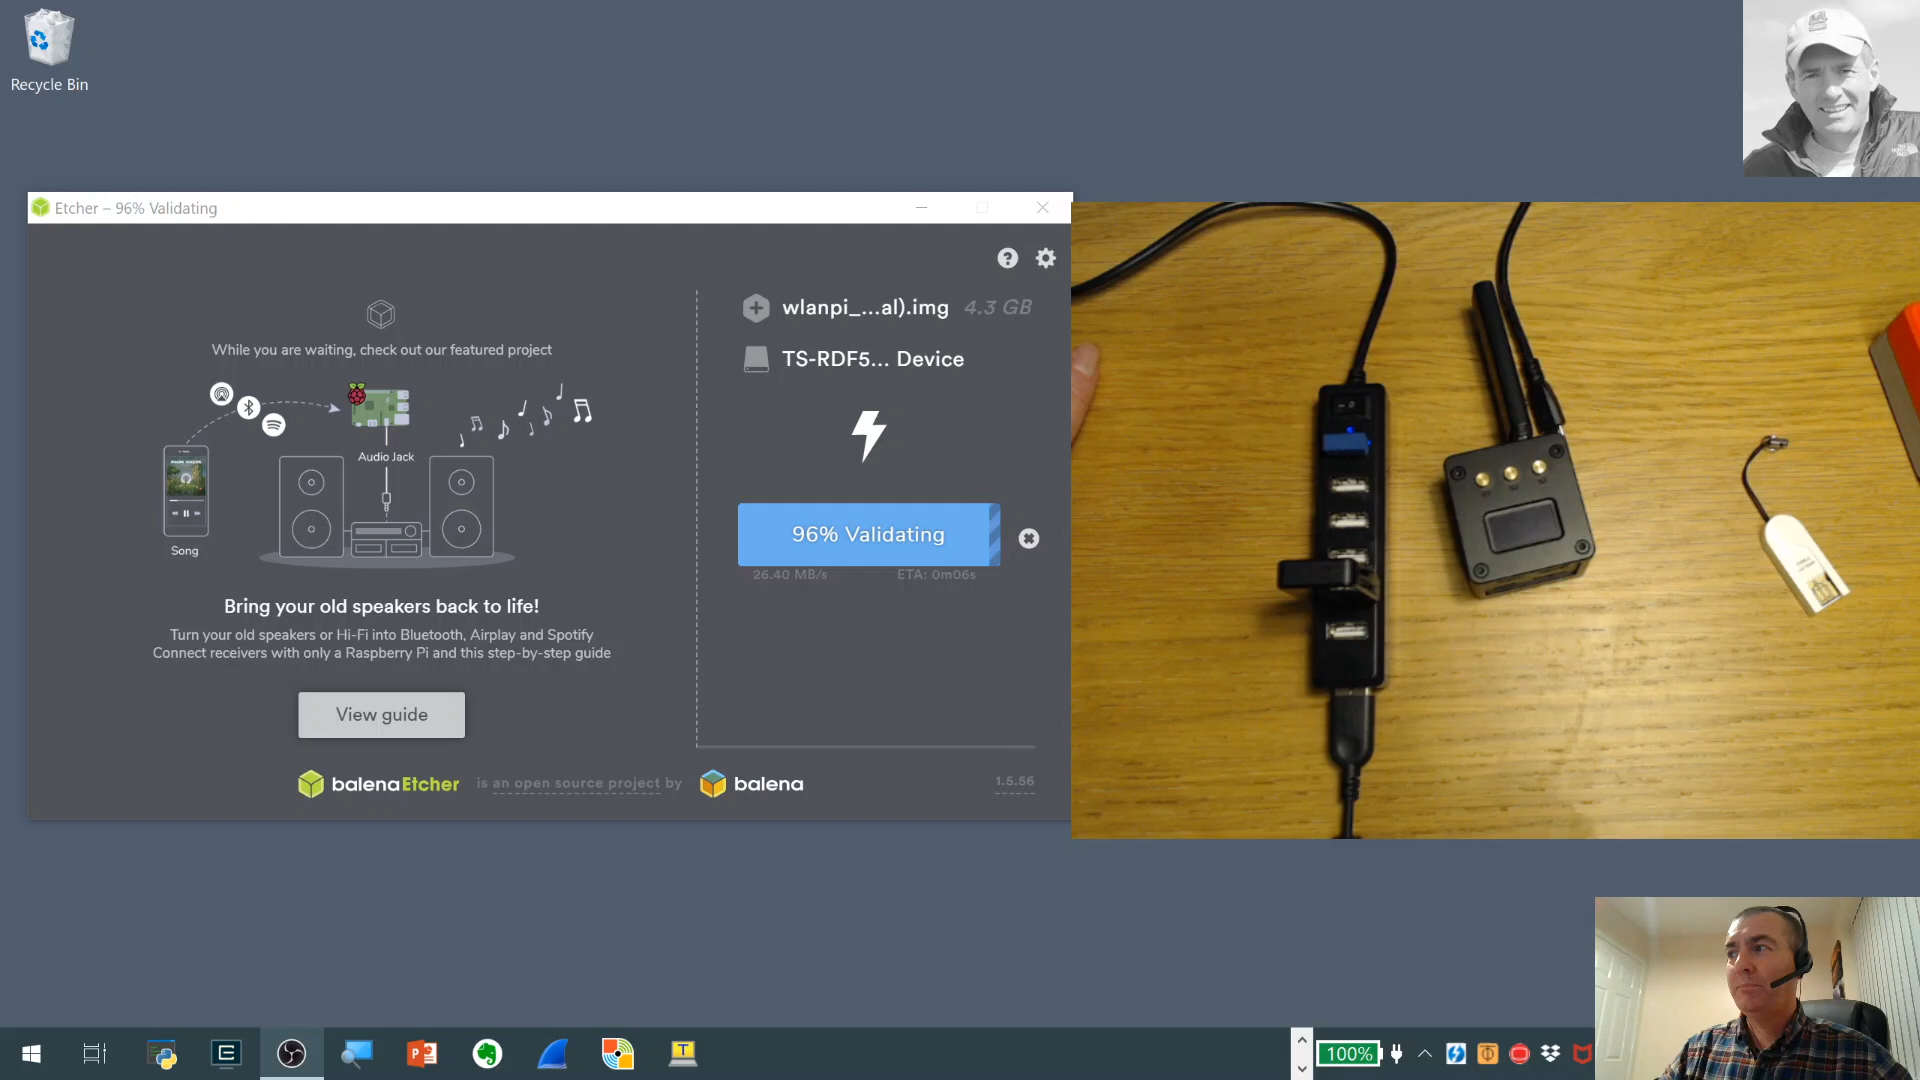 Recycle Bin
Etcher – 96% Validating
wlanpi_...al).img 4.3 GB
TS-RDF5... Device
While you are waiting, check out our featured project
Audio Jack
Song
96% Validating
26.40 MB/s ETA: 0m06s
Bring your old speakers back to life!
Turn your old speakers or Hi-Fi into Bluetooth, Airplay and Spotify
Connect receivers with only a Raspberry Pi and this step-by-step guide
View guide
balenaEtcher is an open source project by balena
1.5.56
100%